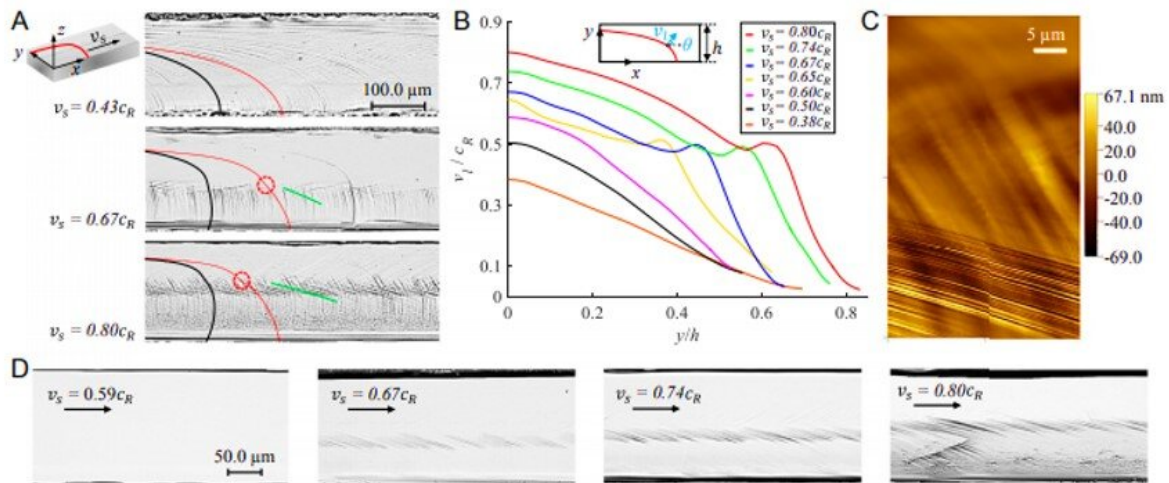 A
z
v_s
y
x
v_s = 0.43c_R
100.0 μm
v_s = 0.67c_R
v_s = 0.80c_R
B
v_l / c_R
0.9
0.7
0.5
0.3
0.1
0
0
0.2
0.4
0.6
0.8
y/h
y
v_l
θ
h
x
v_s = 0.80c_R
v_s = 0.74c_R
v_s = 0.67c_R
v_s = 0.65c_R
v_s = 0.60c_R
v_s = 0.50c_R
v_s = 0.38c_R
C
5 μm
67.1 nm
40.0
20.0
-0.00
-20.0
-40.0
-69.0
D
v_s = 0.59c_R
50.0 μm
v_s = 0.67c_R
v_s = 0.74c_R
v_s = 0.80c_R